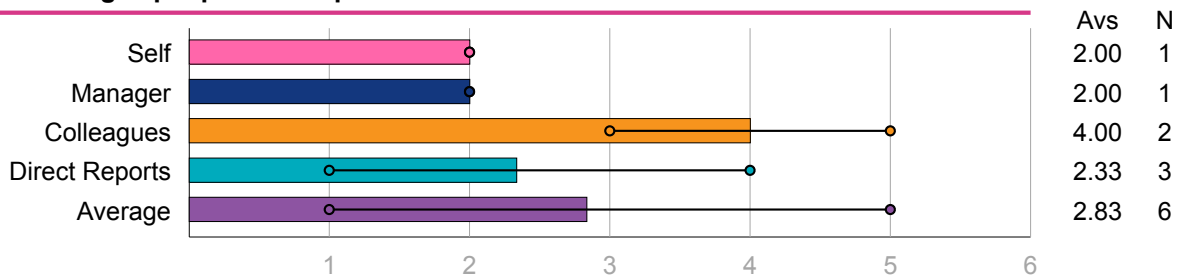 Avs N
Self 2.00 1
Manager 2.00 1
Colleagues 4.00 2
Direct Reports 2.33 3
Average 2.83 6
1 2 3 4 5 6